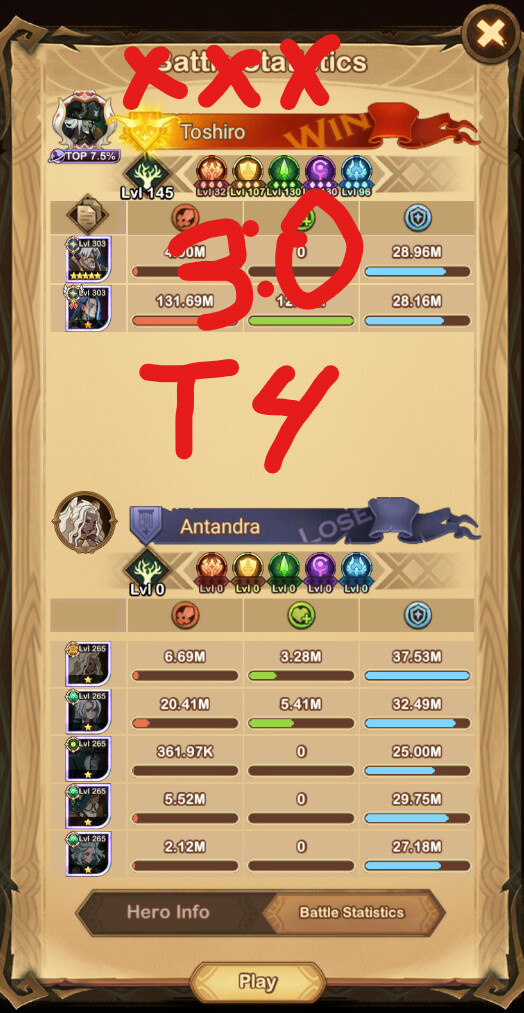 XXX
Battle Statistics
TOP 7.5%
Toshiro
WIN
Lvl 145
Lvl 32
Lvl 107
Lvl 130
Lvl 96
3:0
Lvl 303
28.96M
Lvl 303
131.69M
28.16M
T4
Antandra
LOSE
Lvl 0
Lvl 0
Lvl 0
Lvl 0
Lvl 0
Lvl 0
Lvl 265
6.69M
3.28M
37.53M
Lvl 265
20.41M
5.41M
32.49M
Lvl 265
361.97K
0
25.00M
Lvl 265
5.52M
0
29.75M
Lvl 265
2.12M
0
27.18M
Hero Info
Battle Statistics
Play